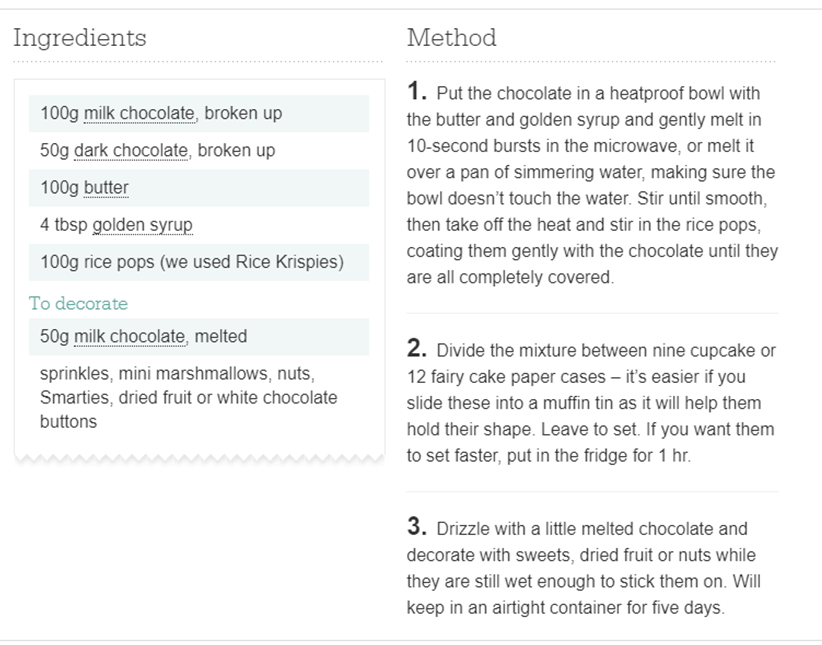 Ingredients
100g milk chocolate, broken up
50g dark chocolate, broken up
100g butter
4 tbsp golden syrup
100g rice pops (we used Rice Krispies)
To decorate
50g milk chocolate, melted
sprinkles, mini marshmallows, nuts,
Smarties, dried fruit or white chocolate
buttons
Method
1. Put the chocolate in a heatproof bowl with
the butter and golden syrup and gently melt in
10-second bursts in the microwave, or melt it
over a pan of simmering water, making sure the
bowl doesn’t touch the water. Stir until smooth,
then take off the heat and stir in the rice pops,
coating them gently with the chocolate until they
are all completely covered.
2. Divide the mixture between nine cupcake or
12 fairy cake paper cases – it’s easier if you
slide these into a muffin tin as it will help them
hold their shape. Leave to set. If you want them
to set faster, put in the fridge for 1 hr.
3. Drizzle with a little melted chocolate and
decorate with sweets, dried fruit or nuts while
they are still wet enough to stick them on. Will
keep in an airtight container for five days.